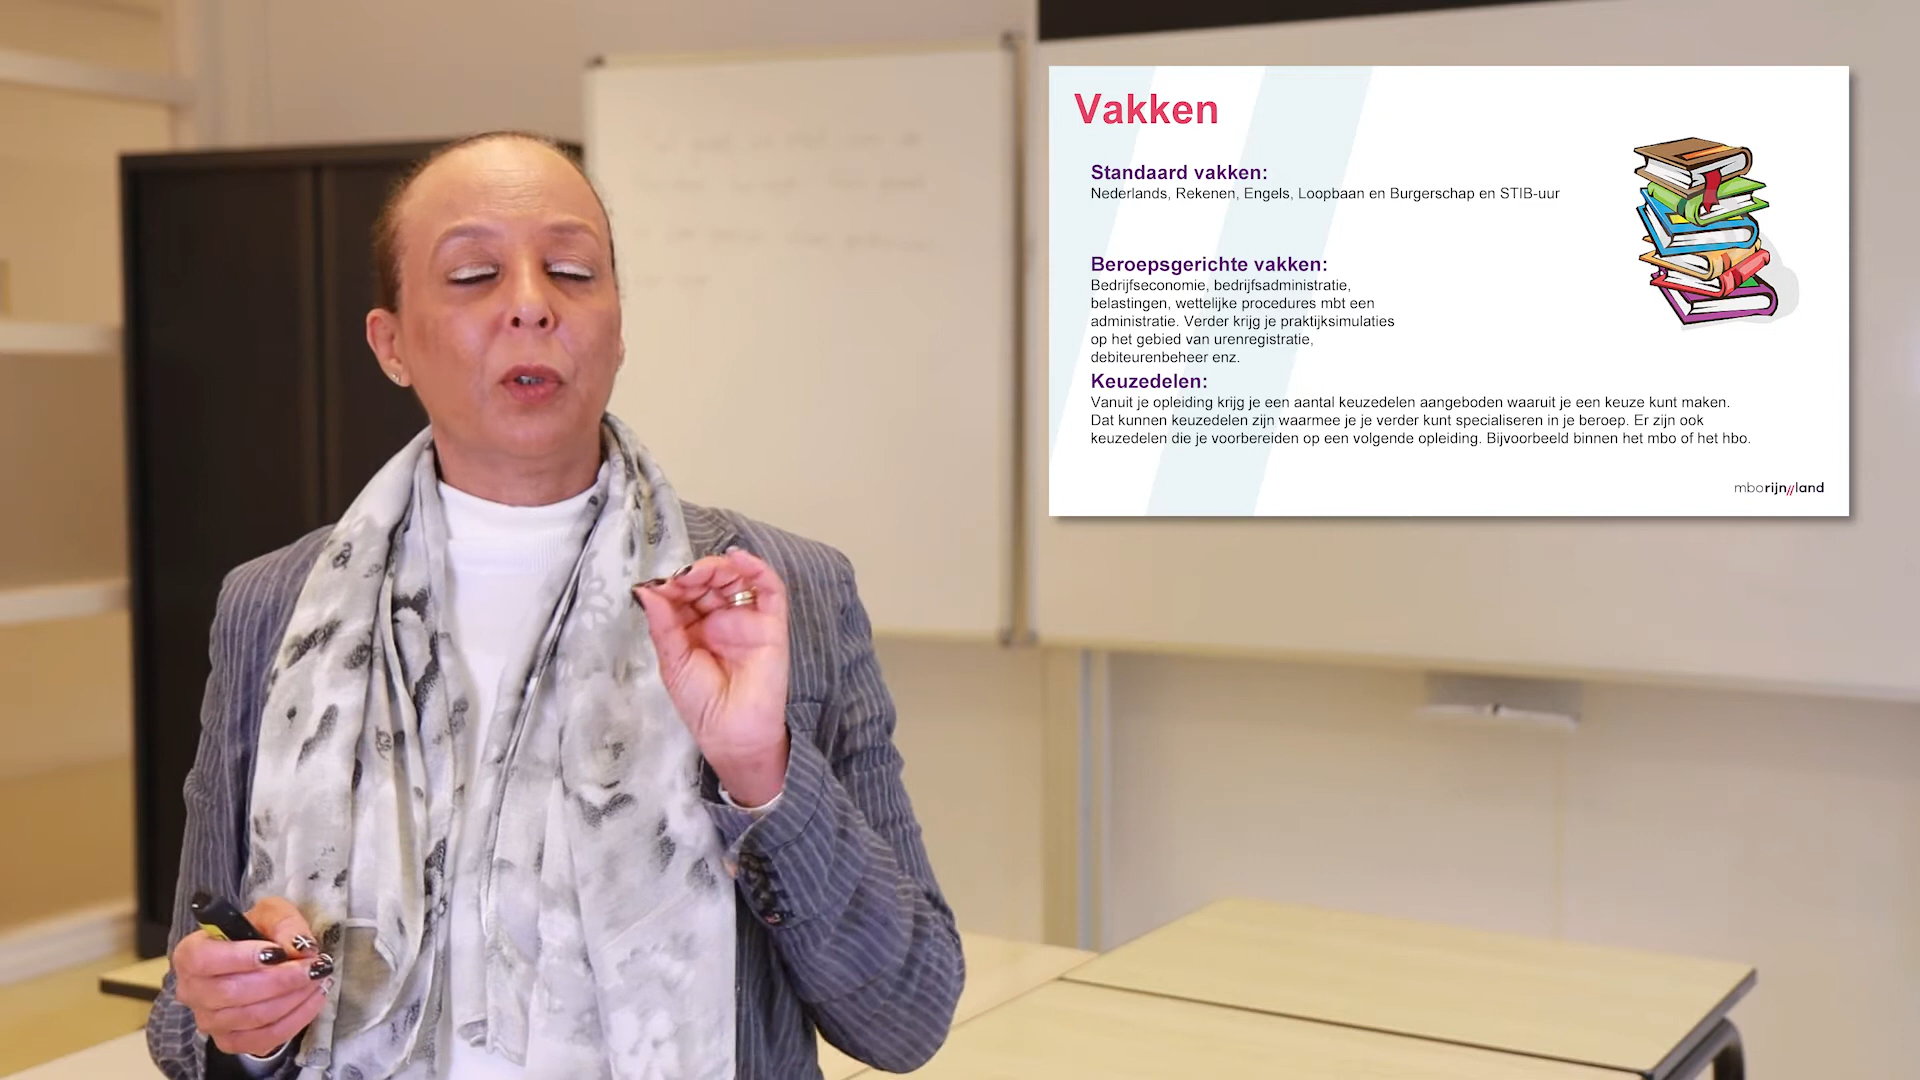 Vakken
Standaard vakken:
Nederlands, Rekenen, Engels, Loopbaan en Burgerschap en STIB-uur
Beroepsgerichte vakken:
Bedrijfseconomie, bedrijfsadministratie,
belastingen, wettelijke procedures mbt een
administratie. Verder krijg je praktijksimulaties
op het gebied van urenregistratie,
debiteurenbeheer enz.
Keuzedelen:
Vanuit je opleiding krijg je een aantal keuzedelen aangeboden waaruit je een keuze kunt maken.
Dat kunnen keuzedelen zijn waarmee je je verder kunt specialiseren in je beroep. Er zijn ook
keuzedelen die je voorbereiden op een volgende opleiding. Bijvoorbeeld binnen het mbo of het hbo.
mborijn//land